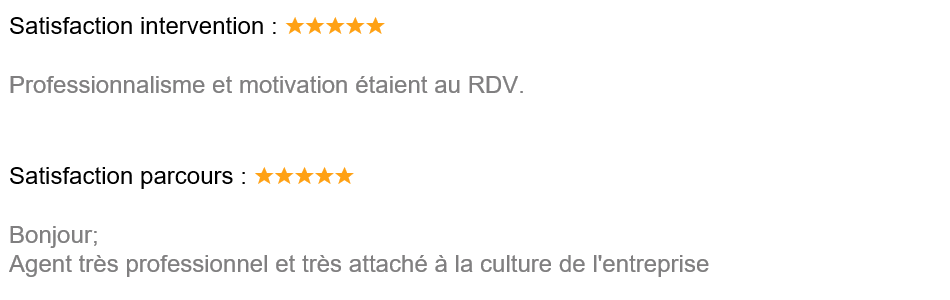 Satisfaction intervention : ★★★★★
Professionnalisme et motivation étaient au RDV.
Satisfaction parcours : ★★★★★
Bonjour;
Agent très professionnel et très attaché à la culture de l'entreprise